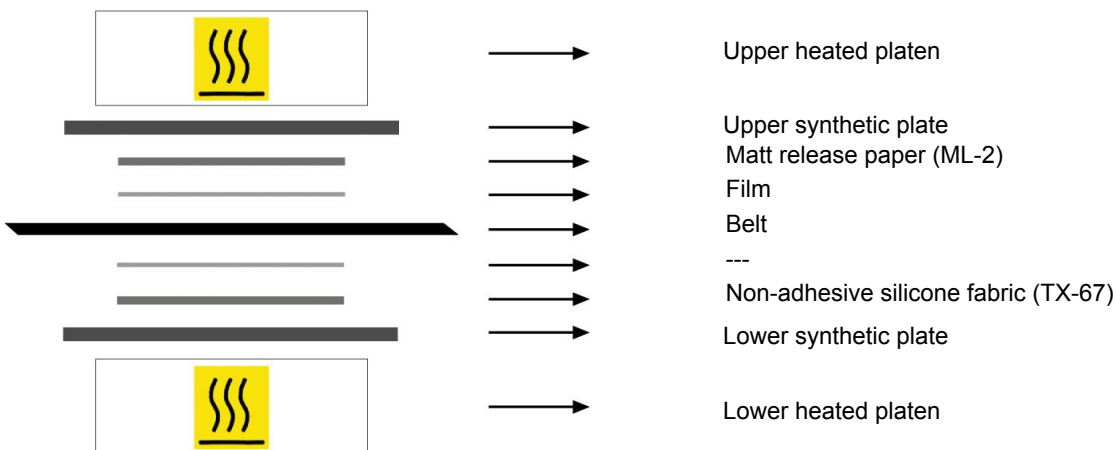 Upper heated platen
Upper synthetic plate
Matt release paper (ML-2)
Film
Belt
---
Non-adhesive silicone fabric (TX-67)
Lower synthetic plate
Lower heated platen